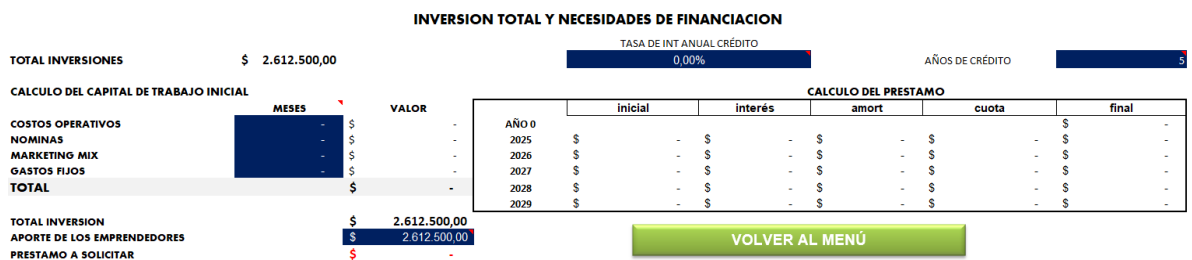 INVERSION TOTAL Y NECESIDADES DE FINANCIACION
TASA DE INT ANUAL CRÉDITO
TOTAL INVERSIONES $ 2.612.500,00 0,00% AÑOS DE CRÉDITO 5
CALCULO DEL CAPITAL DE TRABAJO INICIAL CALCULO DEL PRESTAMO
MESES VALOR inicial interés amort cuota final
COSTOS OPERATIVOS - $ - AÑO 0 $ -
NOMINAS - $ - 2025 $ - $ - $ - $ - $ -
MARKETING MIX - $ - 2026 $ - $ - $ - $ - $ -
GASTOS FIJOS - $ - 2027 $ - $ - $ - $ - $ -
TOTAL $ - 2028 $ - $ - $ - $ - $ -
2029 $ - $ - $ - $ - $ -
TOTAL INVERSION $ 2.612.500,00
APORTE DE LOS EMPRENDEDORES $ 2.612.500,00 VOLVER AL MENÚ
PRESTAMO A SOLICITAR $ -